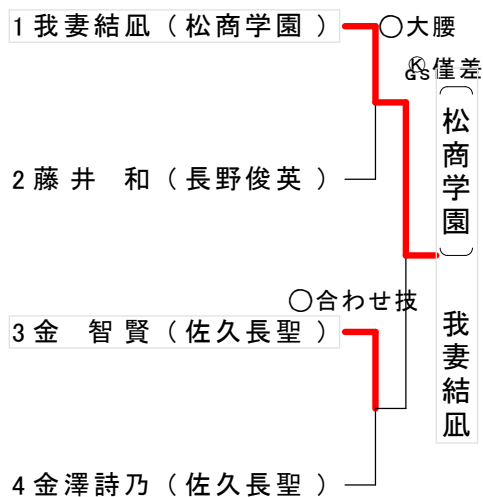 1 我妻結凪 ( 松商学園 )
○大腰
Ⓚ僅差
GS
2 藤井 和 ( 長野俊英 )
○合わせ技
3 金 智賢 ( 佐久長聖 )
4 金澤詩乃 ( 佐久長聖 )
(松商学園) 我妻結凪